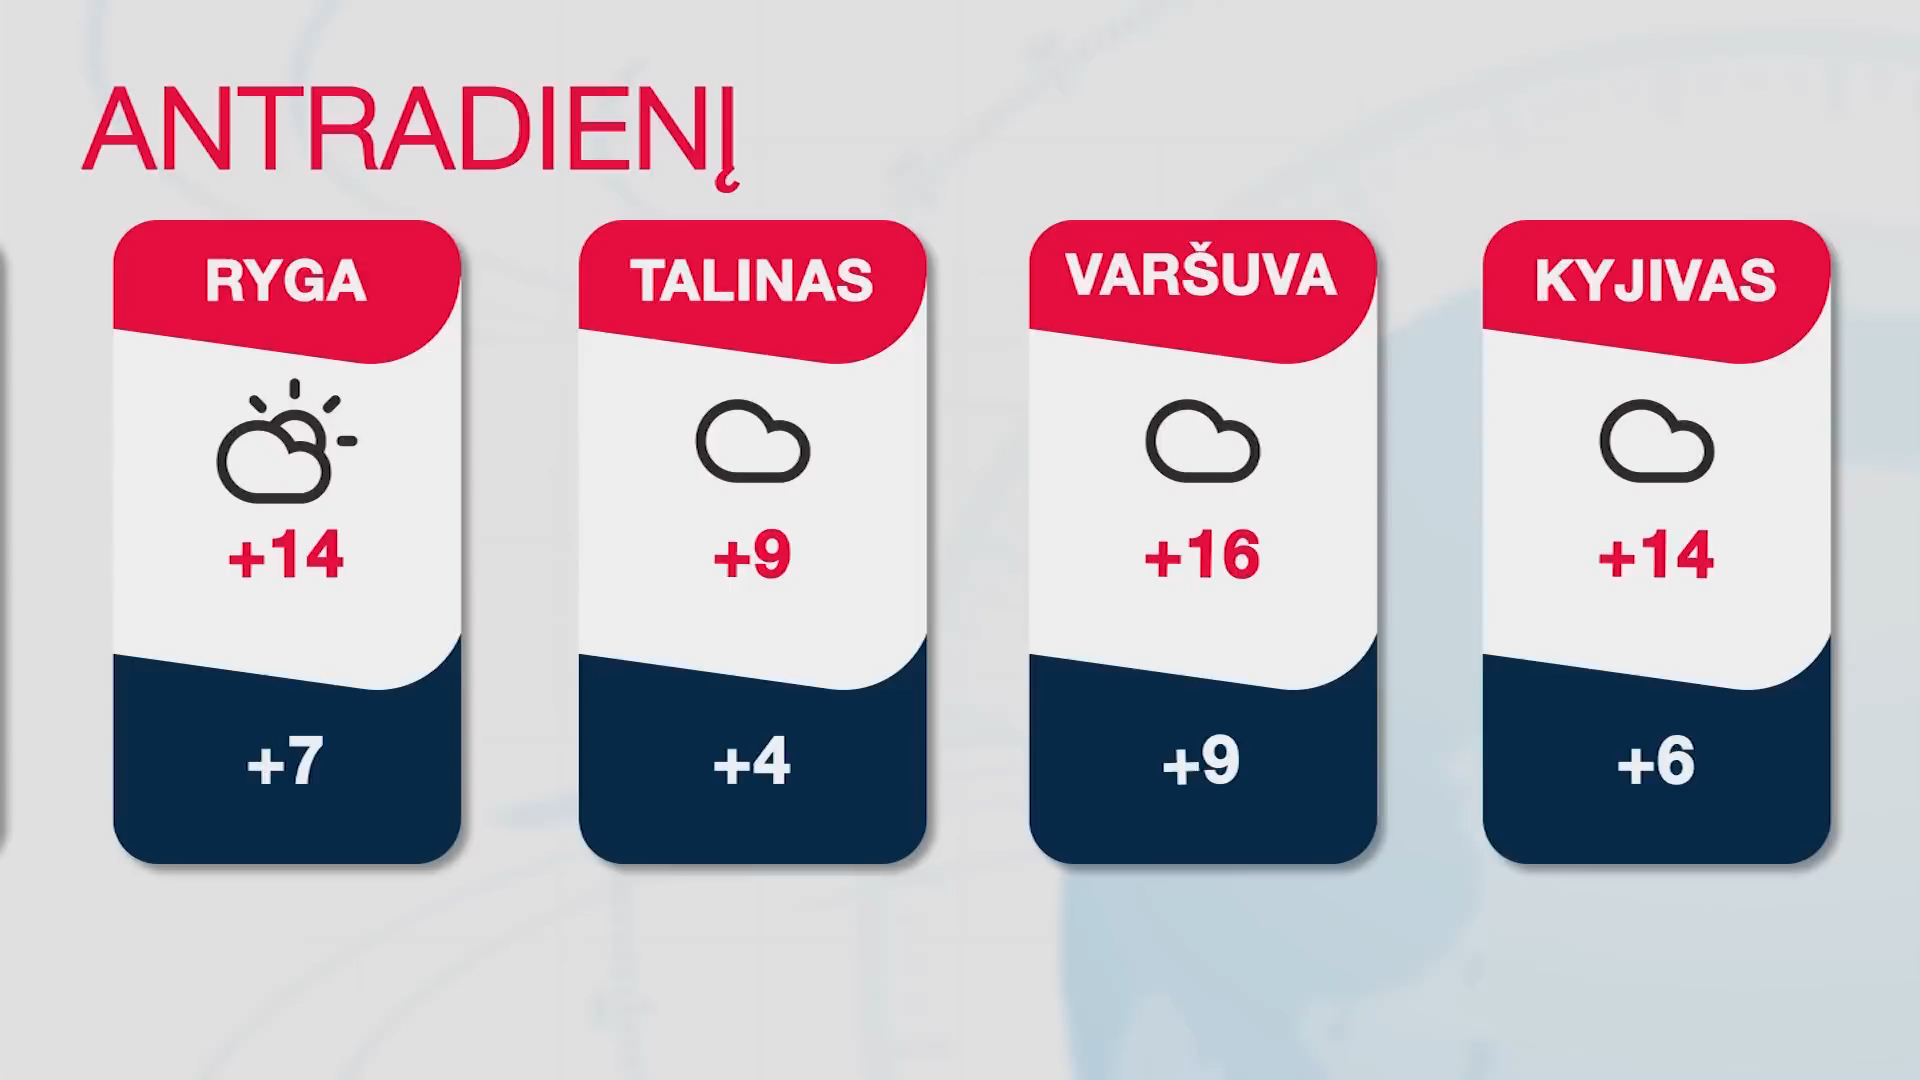 ANTRADIENĮ
RYGA
+14
+7
TALINAS
+9
+4
VARŠUVA
+16
+9
KYJIVAS
+14
+6